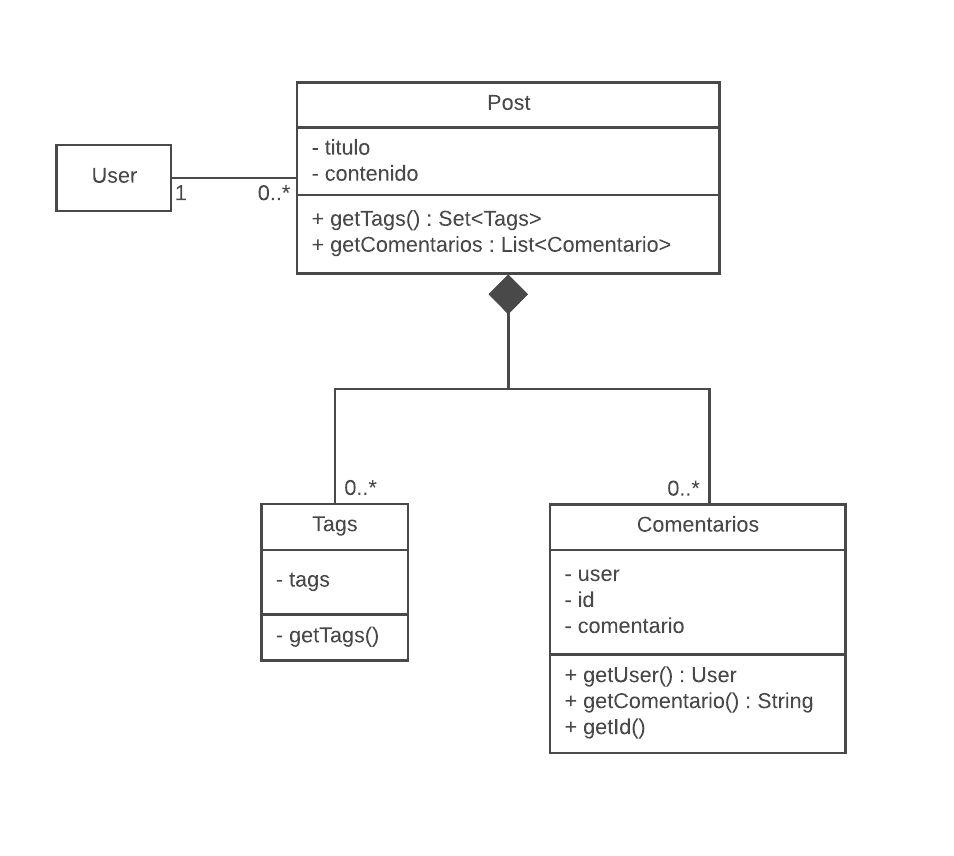 Post
- titulo
- contenido
+ getTags() : Set<Tags>
+ getComentarios : List<Comentario>
User
1
0..*
0..*
0..*
Tags
- tags
- getTags()
Comentarios
- user
- id
- comentario
+ getUser() : User
+ getComentario() : String
+ getId()